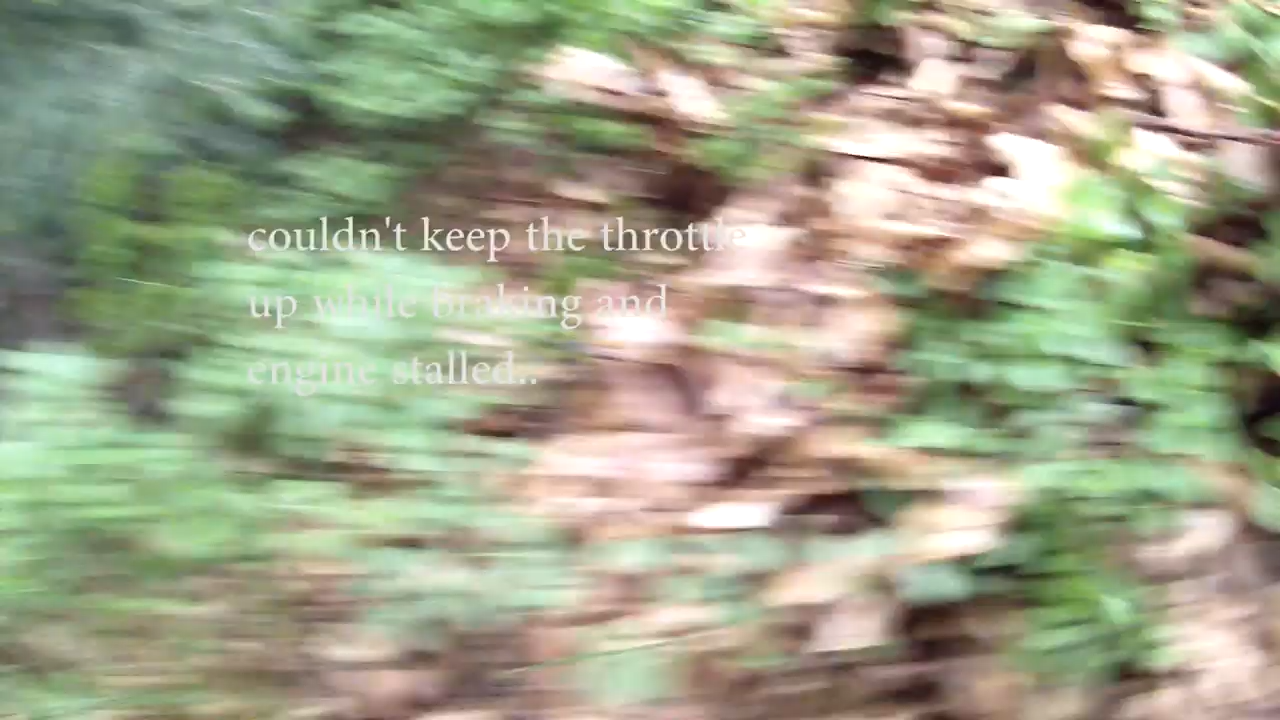 couldn't keep the throttle
up while braking and
engine stalled..